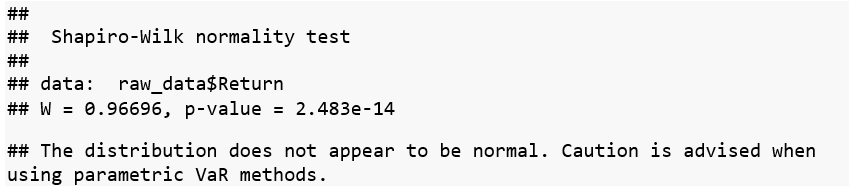 ##
##  Shapiro-Wilk normality test
##
## data:  raw_data$Return
## W = 0.96696, p-value = 2.483e-14
## The distribution does not appear to be normal. Caution is advised when
using parametric VaR methods.